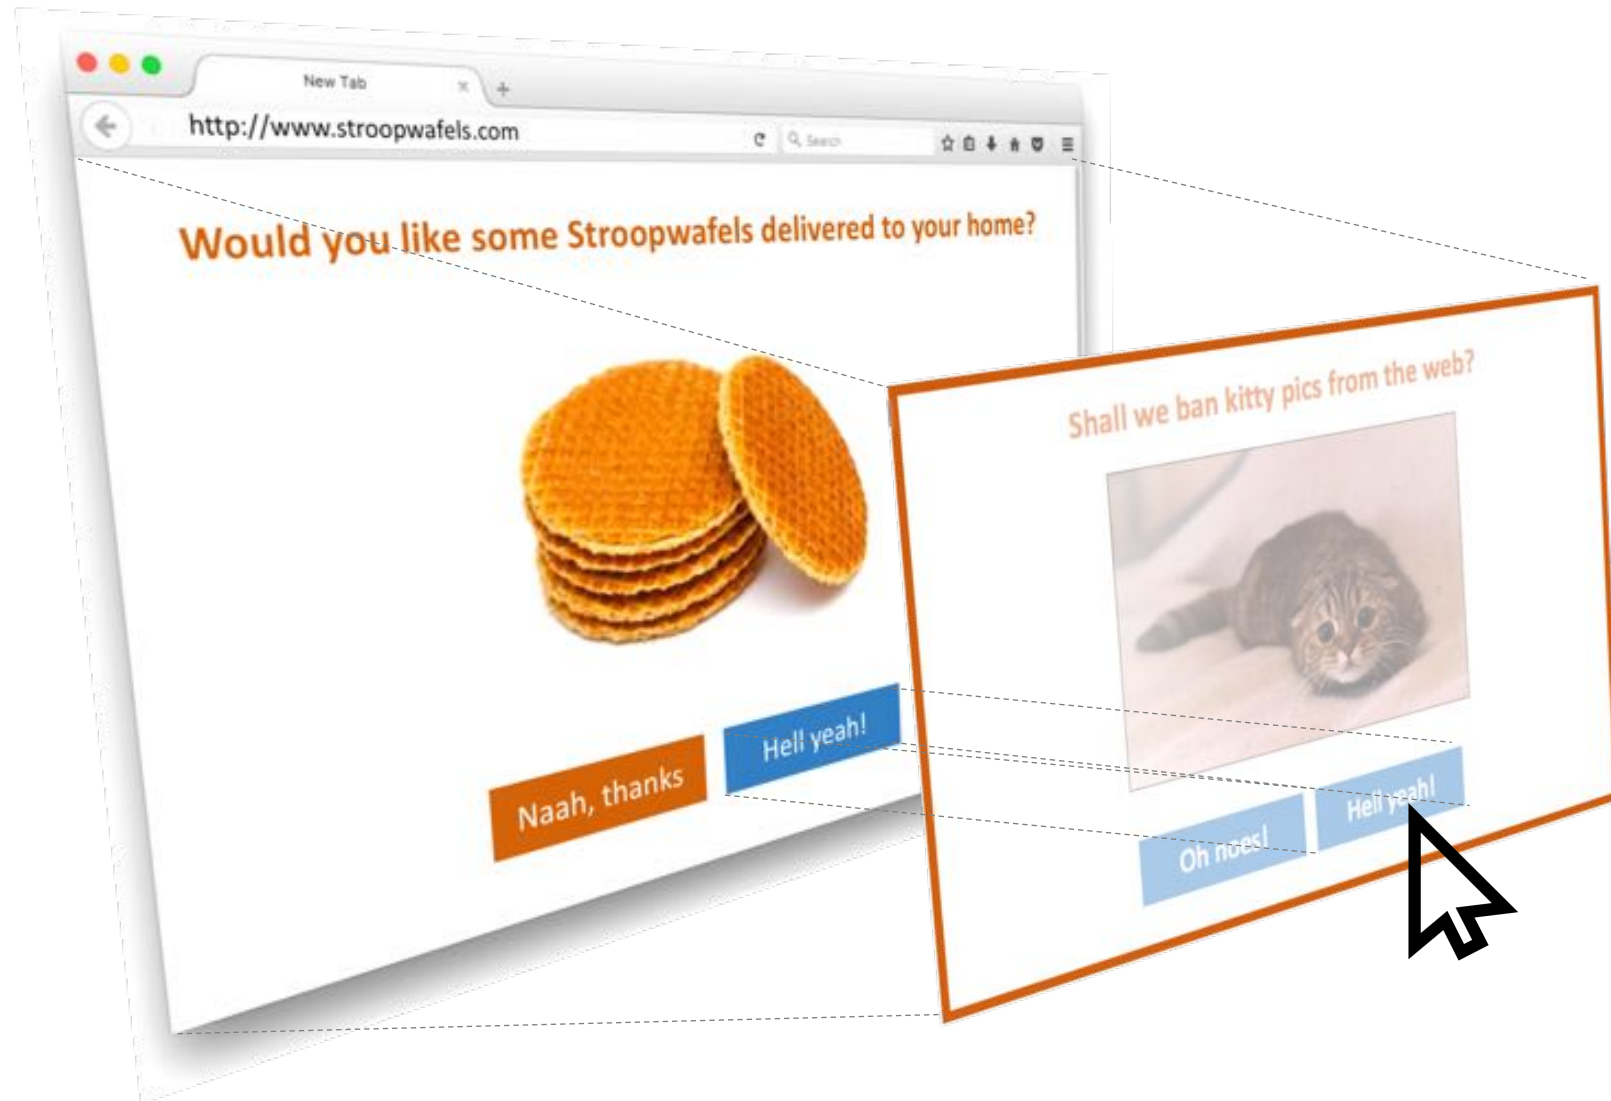 New Tab
http://www.stroopwafels.com
Search
Would you like some Stroopwafels delivered to your home?
Naah, thanks
Hell yeah!
Shall we ban kitty pics from the web?
Oh noes!
Hell yeah!